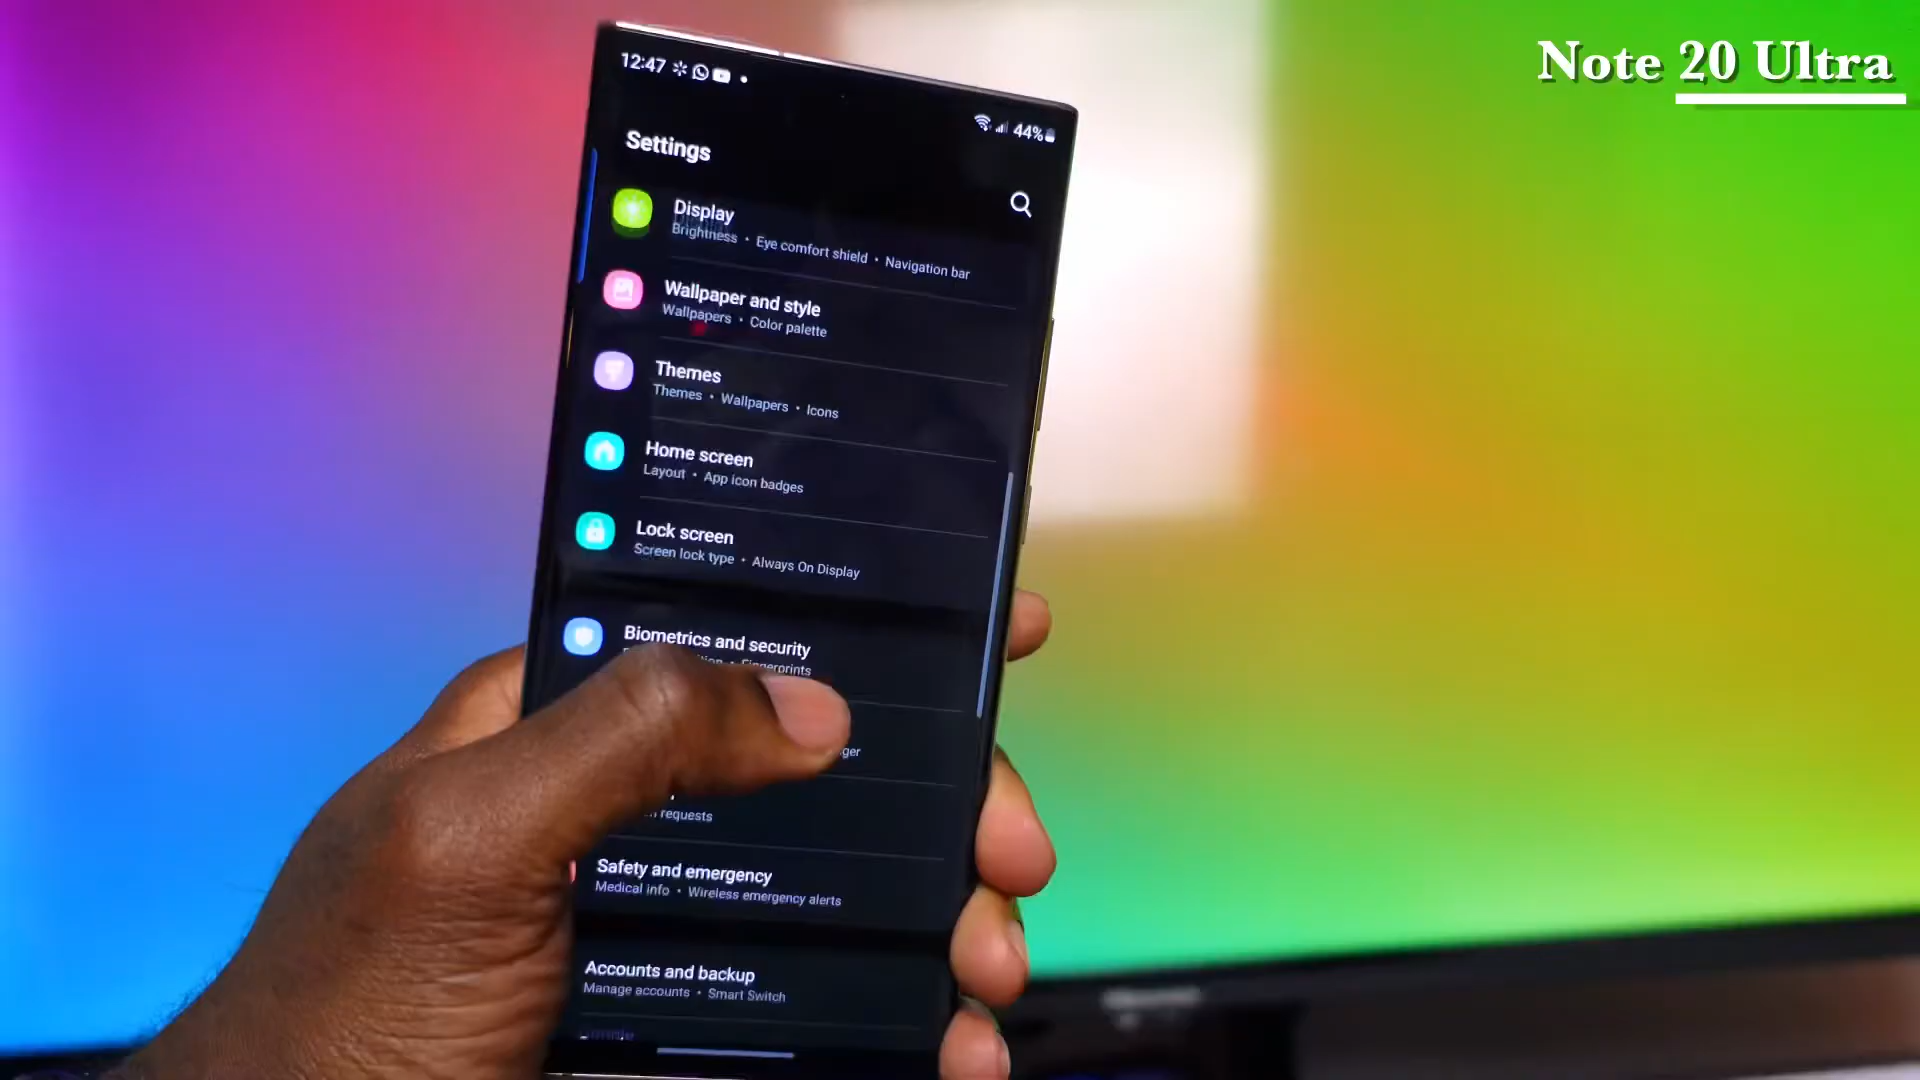 Note 20 Ultra
12:47
44%
Settings
Display
Brightness • Eye comfort shield • Navigation bar
Wallpaper and style
Wallpapers • Color palette
Themes
Themes • Wallpapers • Icons
Home screen
Layout • App icon badges
Lock screen
Screen lock type • Always On Display
Biometrics and security
• Fingerprints
requests
Safety and emergency
Medical info • Wireless emergency alerts
Accounts and backup
Manage accounts • Smart Switch